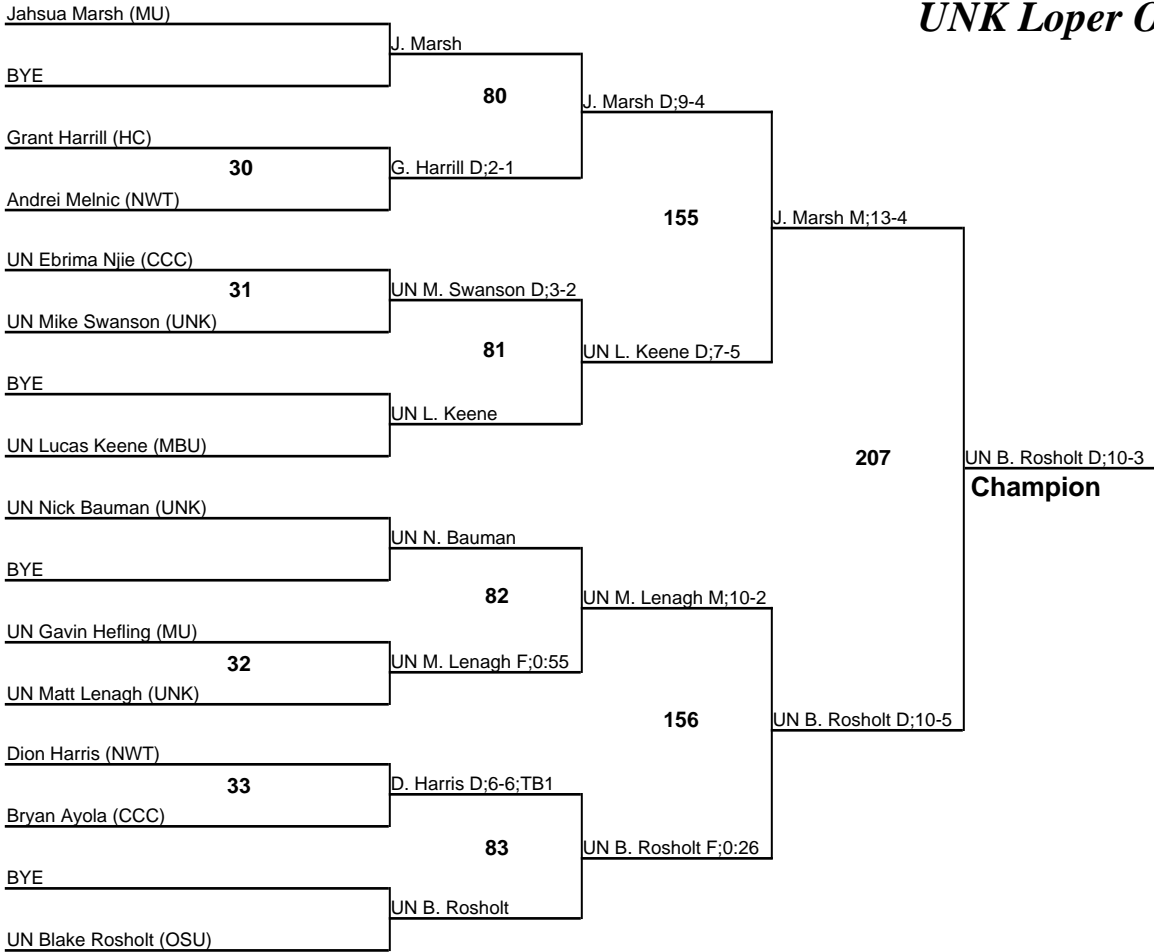 UNK Loper O
Jahsua Marsh (MU)
J. Marsh
BYE
80
J. Marsh D;9-4
Grant Harrill (HC)
30
G. Harrill D;2-1
Andrei Melnic (NWT)
155
J. Marsh M;13-4
UN Ebrima Njie (CCC)
31
UN M. Swanson D;3-2
UN Mike Swanson (UNK)
81
UN L. Keene D;7-5
BYE
UN L. Keene
UN Lucas Keene (MBU)
207
UN B. Rosholt D;10-3
Champion
UN Nick Bauman (UNK)
UN N. Bauman
BYE
82
UN M. Lenagh M;10-2
UN Gavin Hefling (MU)
32
UN M. Lenagh F;0:55
UN Matt Lenagh (UNK)
156
UN B. Rosholt D;10-5
Dion Harris (NWT)
33
D. Harris D;6-6;TB1
Bryan Ayola (CCC)
83
UN B. Rosholt F;0:26
BYE
UN B. Rosholt
UN Blake Rosholt (OSU)